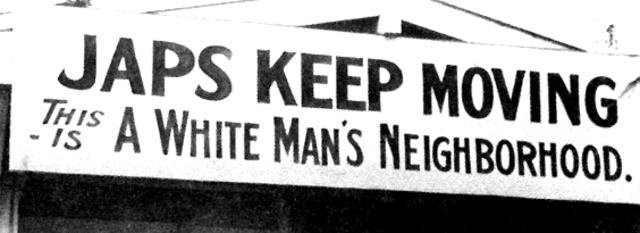 JAPS KEEP MOVING
THIS IS A WHITE MAN'S NEIGHBORHOOD.